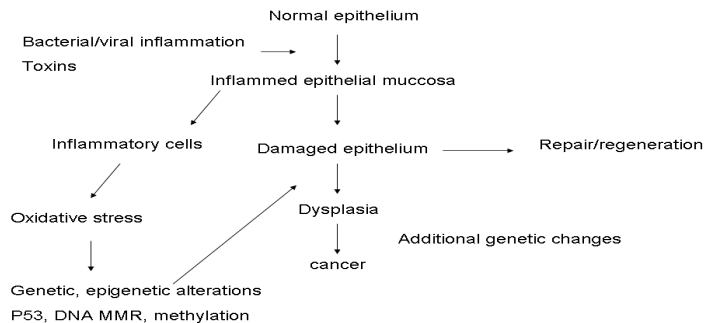 Normal epithelium
Bacterial/viral inflammation
Toxins
Inflammed epithelial muccosa
Inflammatory cells
Damaged epithelium
Repair/regeneration
Oxidative stress
Dysplasia
Additional genetic changes
cancer
Genetic, epigenetic alterations
P53, DNA MMR, methylation